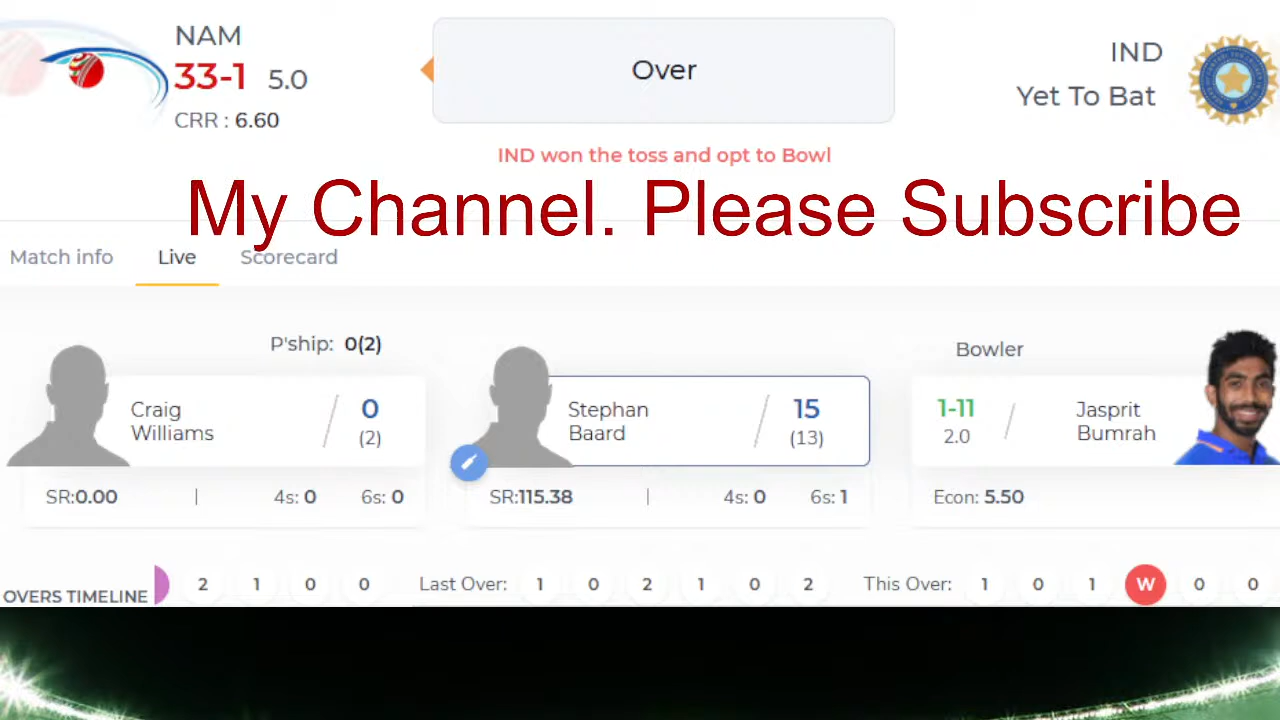 NAM
33-1 5.0
CRR : 6.60
Over
IND
Yet To Bat
IND won the toss and opt to Bowl
My Channel. Please Subscribe
Match info Live Scorecard
P'ship: 0(2)
Craig Williams / 0 (2)
SR:0.00 | 4s: 0 6s: 0
Stephan Baard / 15 (13)
SR:115.38 | 4s: 0 6s: 1
Bowler
1-11 2.0 / Jasprit Bumrah
Econ: 5.50
OVERS TIMELINE 2 1 0 0 Last Over: 1 0 2 1 0 2 This Over: 1 0 1 W 0 0